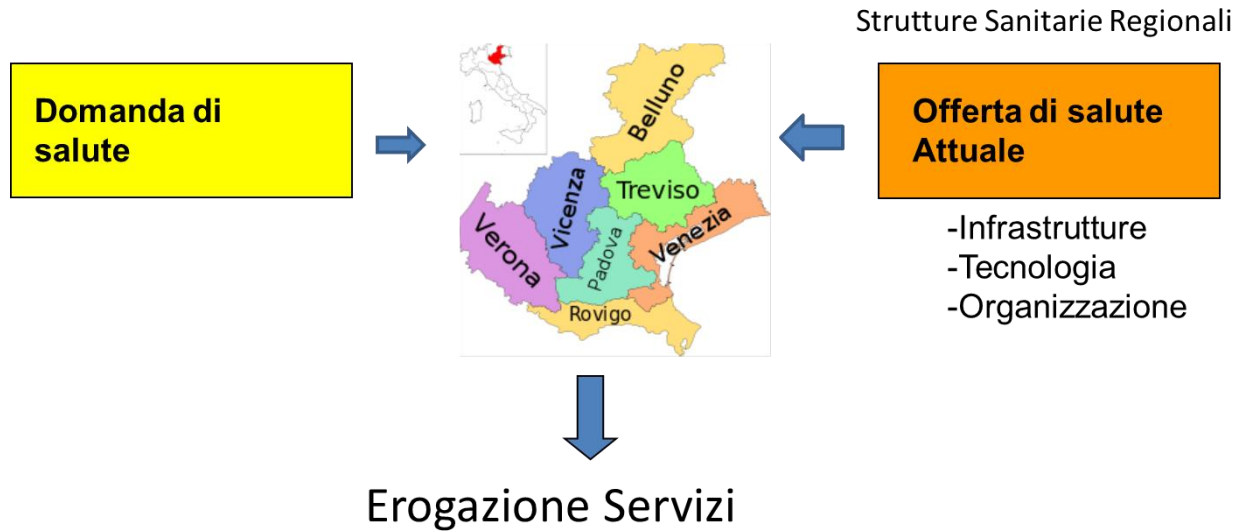 Strutture Sanitarie Regionali
Domanda di
salute
Offerta di salute
Attuale
-Infrastrutture
-Tecnologia
-Organizzazione
Belluno
Treviso
Vicenza
Venezia
Verona
Padova
Rovigo
Erogazione Servizi